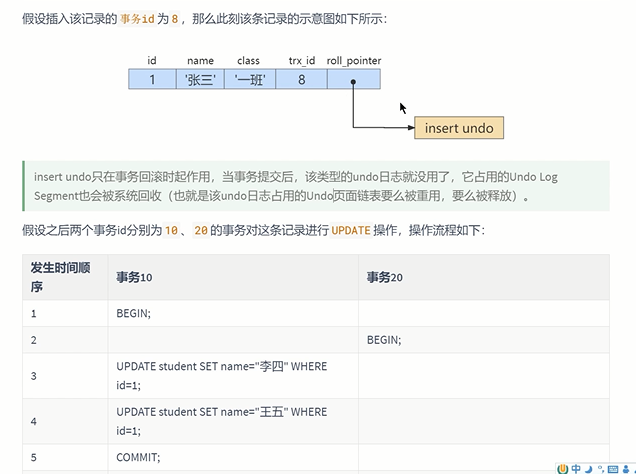 假设插入该记录的 事务id 为 8 ，那么此刻该条记录的示意图如下所示：
id name class trx_id roll_pointer
1 '张三' '一班' 8
insert undo
insert undo只在事务回滚时起作用，当事务提交后，该类型的undo日志就没用了，它占用的Undo Log
Segment也会被系统回收（也就是该undo日志占用的Undo页面链表要么被重用，要么被释放）。
假设之后两个事务id分别为 10 、 20 的事务对这条记录进行 UPDATE 操作，操作流程如下：
发生时间顺
序
事务10
事务20
1
BEGIN;
2
BEGIN;
3
UPDATE student SET name="李四" WHERE
id=1;
4
UPDATE student SET name="王五" WHERE
id=1;
5
COMMIT;
中